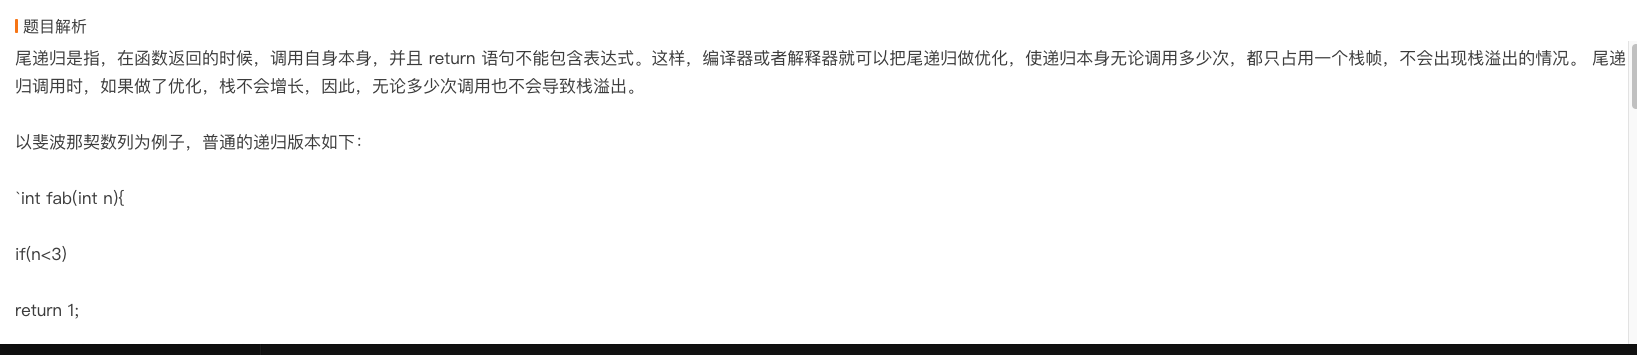 题目解析
尾递归是指，在函数返回的时候，调用自身本身，并且 return 语句不能包含表达式。这样，编译器或者解释器就可以把尾递归做优化，使递归本身无论调用多少次，都只占用一个栈帧，不会出现栈溢出的情况。 尾递
归调用时，如果做了优化，栈不会增长，因此，无论多少次调用也不会导致栈溢出。
以斐波那契数列为例子，普通的递归版本如下：
`int fab(int n){
if(n<3)
return 1;